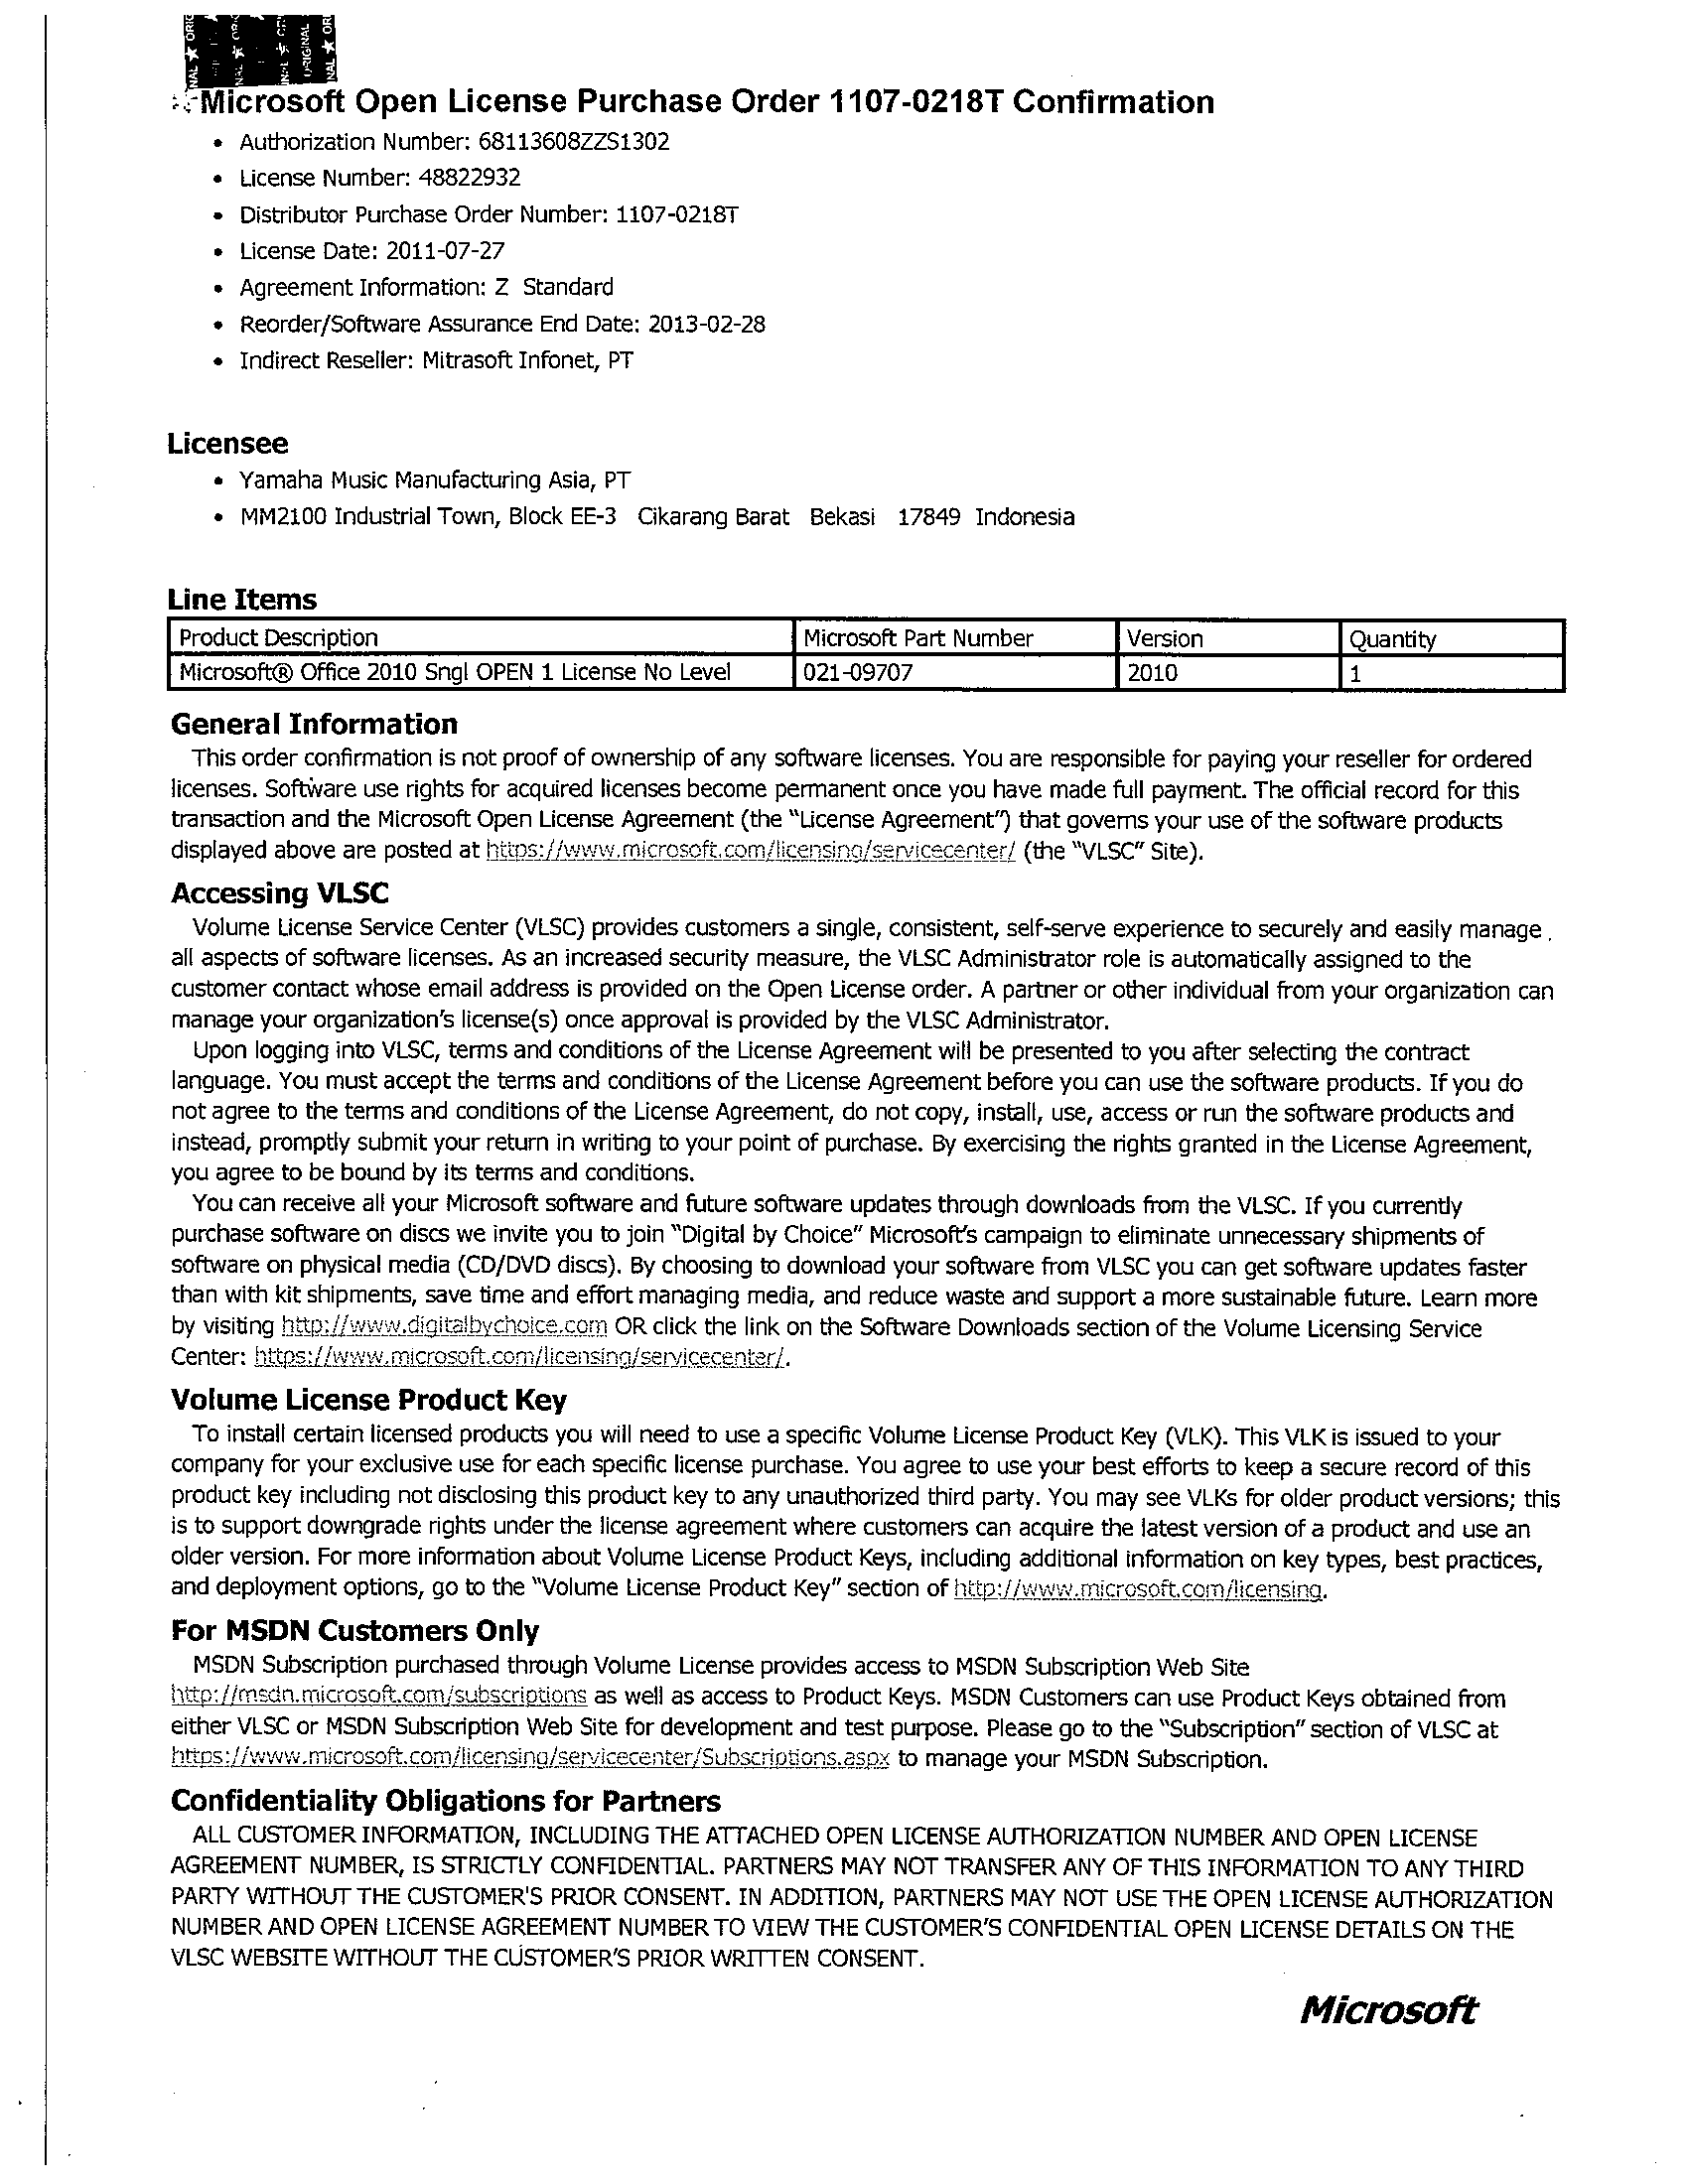 Microsoft Open License Purchase Order 1107-0218T Confirmation
• Authorization Number: 68113608ZZS1302
• License Number: 48822932
• Distributor Purchase Order Number: 1107-0218T
• License Date: 2011-07-27
• Agreement Information: Z Standard
• Reorder/Software Assurance End Date: 2013-02-28
• Indirect Reseller: Mitrasoft Infonet, PT
Licensee
• Yamaha Music Manufacturing Asia, PT
• MM2100 Industrial Town, Block EE-3 Cikarang Barat Bekasi 17849 Indonesia
Line Items
Product Description Microsoft Part Number Version Quantity
Microsoft® Office 2010 Sngl OPEN 1 License No Level 021-09707 2010 1
General Information
This order confirmation is not proof of ownership of any software licenses. You are responsible for paying your reseller for ordered
licenses. Software use rights for acquired licenses become permanent once you have made full payment. The official record for this
transaction and the Microsoft Open License Agreement (the "License Agreement") that governs your use of the software products
displayed above are posted at https://www.microsoft.com/licensing/servicecenter/ (the "VLSC" Site).
Accessing VLSC
Volume License Service Center (VLSC) provides customers a single, consistent, self-serve experience to securely and easily manage
all aspects of software licenses. As an increased security measure, the VLSC Administrator role is automatically assigned to the
customer contact whose email address is provided on the Open License order. A partner or other individual from your organization can
manage your organization's license(s) once approval is provided by the VLSC Administrator.
Upon logging into VLSC, terms and conditions of the License Agreement will be presented to you after selecting the contract
language. You must accept the terms and conditions of the License Agreement before you can use the software products. If you do
not agree to the terms and conditions of the License Agreement, do not copy, install, use, access or run the software products and
instead, promptly submit your return in writing to your point of purchase. By exercising the rights granted in the License Agreement,
you agree to be bound by its terms and conditions.
You can receive all your Microsoft software and future software updates through downloads from the VLSC. If you currently
purchase software on discs we invite you to join "Digital by Choice" Microsoft's campaign to eliminate unnecessary shipments of
software on physical media (CD/DVD discs). By choosing to download your software from VLSC you can get software updates faster
than with kit shipments, save time and effort managing media, and reduce waste and support a more sustainable future. Learn more
by visiting http://www.digitalbychoice.com OR click the link on the Software Downloads section of the Volume Licensing Service
Center: https://www.microsoft.com/licensing/servicecenter/.
Volume License Product Key
To install certain licensed products you will need to use a specific Volume License Product Key (VLK). This VLK is issued to your
company for your exclusive use for each specific license purchase. You agree to use your best efforts to keep a secure record of this
product key including not disclosing this product key to any unauthorized third party. You may see VLKs for older product versions; this
is to support downgrade rights under the license agreement where customers can acquire the latest version of a product and use an
older version. For more information about Volume License Product Keys, including additional information on key types, best practices,
and deployment options, go to the "Volume License Product Key" section of http://www.microsoft.com/licensing.
For MSDN Customers Only
MSDN Subscription purchased through Volume License provides access to MSDN Subscription Web Site
http://msdn.microsoft.com/subscriptions as well as access to Product Keys. MSDN Customers can use Product Keys obtained from
either VLSC or MSDN Subscription Web Site for development and test purpose. Please go to the "Subscription" section of VLSC at
https://www.microsoft.com/licensing/servicecenter/Subscriptions.aspx to manage your MSDN Subscription.
Confidentiality Obligations for Partners
ALL CUSTOMER INFORMATION, INCLUDING THE ATTACHED OPEN LICENSE AUTHORIZATION NUMBER AND OPEN LICENSE
AGREEMENT NUMBER, IS STRICTLY CONFIDENTIAL. PARTNERS MAY NOT TRANSFER ANY OF THIS INFORMATION TO ANY THIRD
PARTY WITHOUT THE CUSTOMER'S PRIOR CONSENT. IN ADDITION, PARTNERS MAY NOT USE THE OPEN LICENSE AUTHORIZATION
NUMBER AND OPEN LICENSE AGREEMENT NUMBER TO VIEW THE CUSTOMER'S CONFIDENTIAL OPEN LICENSE DETAILS ON THE
VLSC WEBSITE WITHOUT THE CUSTOMER'S PRIOR WRITTEN CONSENT.
Microsoft